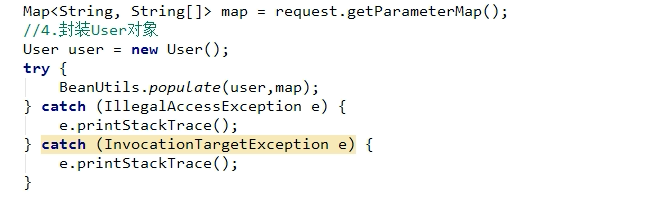 Map<String, String[]> map = request.getParameterMap();
//4.封装User对象
User user = new User();
try {
    BeanUtils.populate(user,map);
} catch (IllegalAccessException e) {
    e.printStackTrace();
} catch (InvocationTargetException e) {
    e.printStackTrace();
}